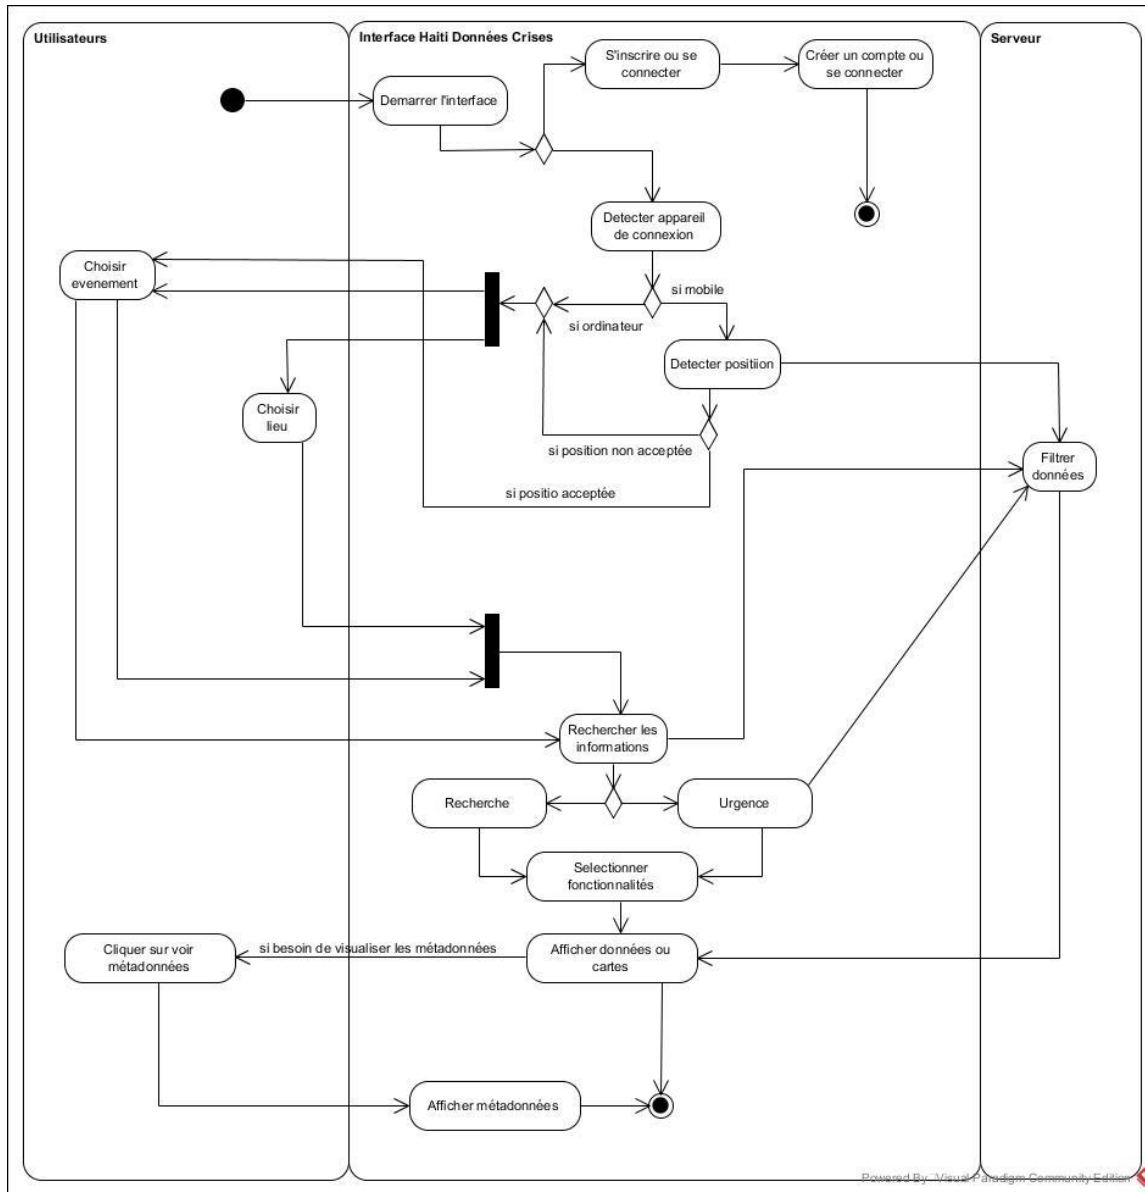 Utilisateurs
Interface Haiti Données Crises
Serveur
S'inscrire ou se
connecter
Créer un compte ou
se connecter
Demarrer l'interface
Detecter appareil
de connexion
Choisir
evenement
si mobile
si ordinateur
Detecter positiion
Choisir
lieu
si position non acceptée
Filtrer
données
si positio acceptée
Rechercher les
informations
Recherche
Urgence
Selectionner
fonctionnalités
Cliquer sur voir
métadonnées
si besoin de visualiser les métadonnées
Afficher données ou
cartes
Afficher métadonnées
Powered By Visual Paradigm Community Edition